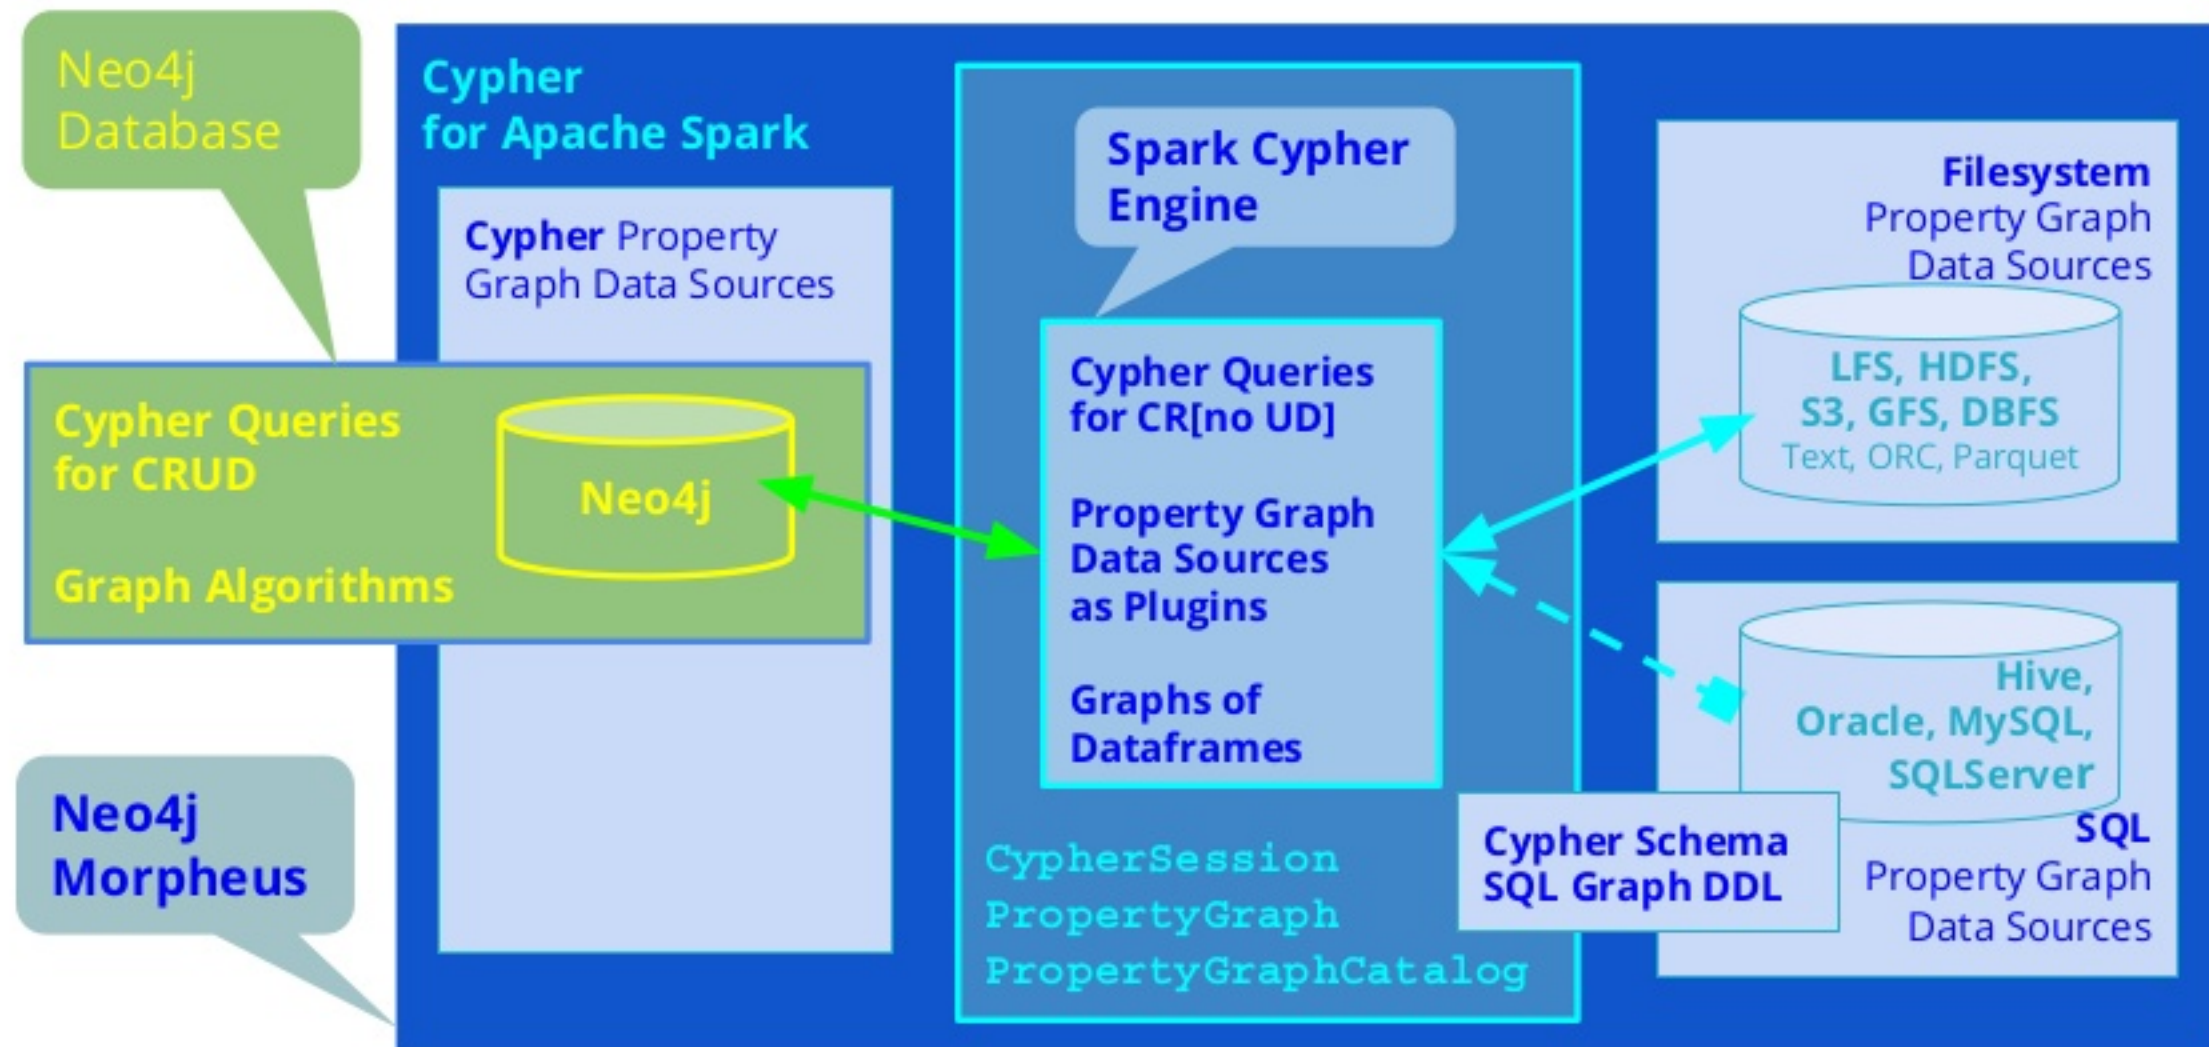 Neo4j
Database
Cypher
for Apache Spark
Cypher Property
Graph Data Sources
Cypher Queries
for CRUD
Graph Algorithms
Neo4j
Neo4j
Morpheus
Spark Cypher
Engine
Cypher Queries
for CR[no UD]
Property Graph
Data Sources
as Plugins
Graphs of
Dataframes
CypherSession
PropertyGraph
PropertyGraphCatalog
Filesystem
Property Graph
Data Sources
LFS, HDFS,
S3, GFS, DBFS
Text, ORC, Parquet
Hive,
Oracle, MySQL,
SQLServer
Cypher Schema
SQL Graph DDL
SQL
Property Graph
Data Sources